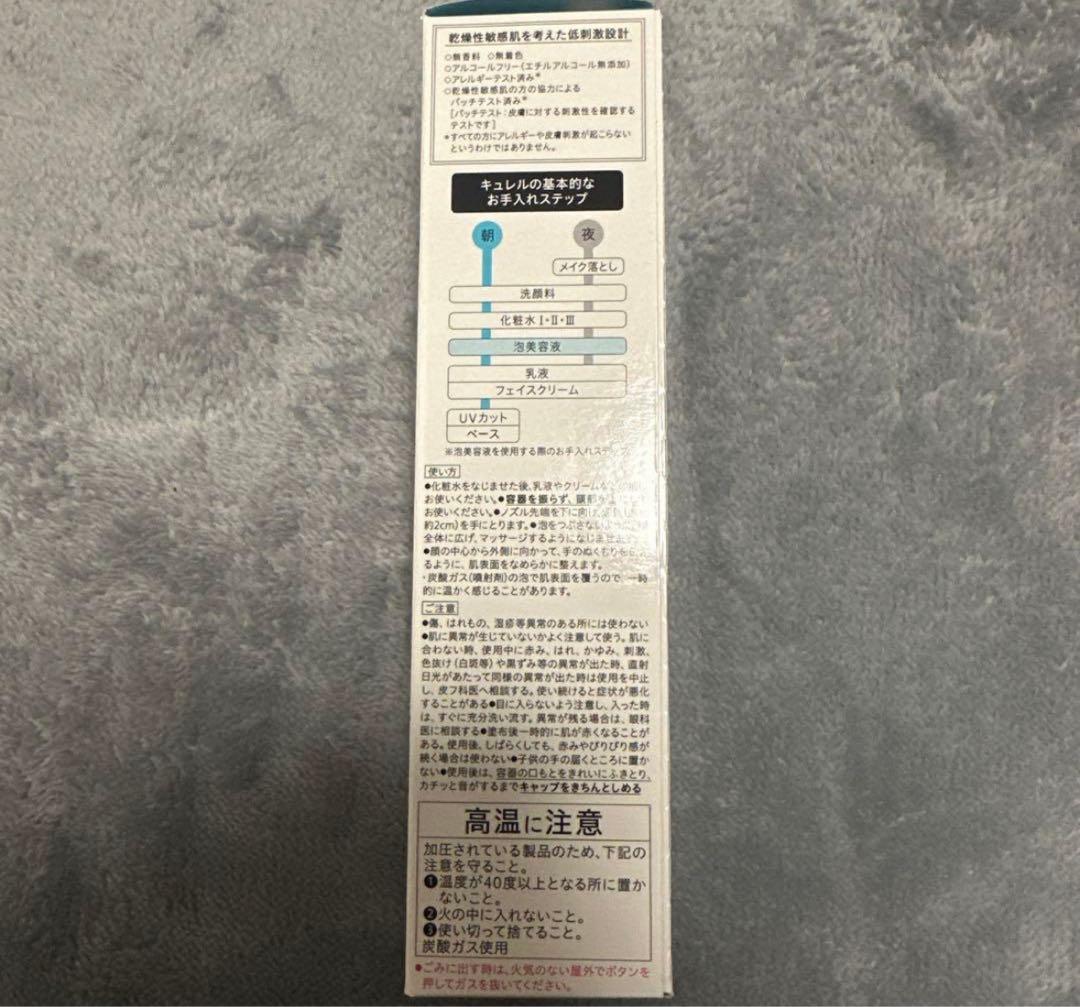 乾燥性敏感肌を考えた低刺激設計
◇無香料 ◇無着色
◇アルコールフリー(エチルアルコール無添加)
◇アレルギーテスト済み*
◇乾燥性敏感肌の方の協力による
パッチテスト済み*
[パッチテスト:皮膚に対する刺激性を確認する
テストです]
*すべての方にアレルギーや皮膚刺激が起こらない
というわけではありません。
キュレルの基本的な
お手入れステップ
朝 夜
メイク落とし
洗顔料
化粧水 Ⅰ・Ⅱ・Ⅲ
泡美容液
乳液
フェイスクリーム
UVカット
ベース
※泡美容液を使用する際のお手入れステップ
使い方
●化粧水をなじませた後、乳液やクリーム
お使いください。●容器を振らず、頭部を
お使いください。●ノズル先端を下に向け、
約2cm)を手にとります。●泡をつぶさない
全体に広げ、マッサージするようになじませ
●顔の中心から外側に向かって、手のぬくもりを
るように、肌表面をなめらかに整えます。
・炭酸ガス(噴射剤)の泡で肌表面を覆うので、一時
的に温かく感じることがあります。
ご注意
●傷、はれもの、湿疹等異常のある所には使わない
●肌に異常が生じていないかよく注意して使う。肌に
合わない時、使用中に赤み、はれ、かゆみ、刺激、
色抜け(白斑等)や黒ずみ等の異常が出た時、直射
日光があたって同様の異常が出た時は使用を中止
し、皮フ科医へ相談する。使い続けると症状が悪化
することがある●目に入らないよう注意し、入った時
は、すぐに充分洗い流す。異常が残る場合は、眼科
医に相談する●塗布後一時的に肌が赤くなることが
ある。使用後、しばらくしても、赤みやぴりぴり感が
続く場合は使わない●子供の手の届くところに置か
ない●使用後は、容器の口もとをきれいにふきとり、
カチッと音がするまでキャップをきちんとしめる
高温に注意
加圧されている製品のため、下記の
注意を守ること。
❶温度が40度以上となる所に置か
ないこと。
❷火の中に入れないこと。
❸使い切って捨てること。
炭酸ガス使用
●ごみに出す時は、火気のない屋外でボタンを
押してガスを抜いてください。